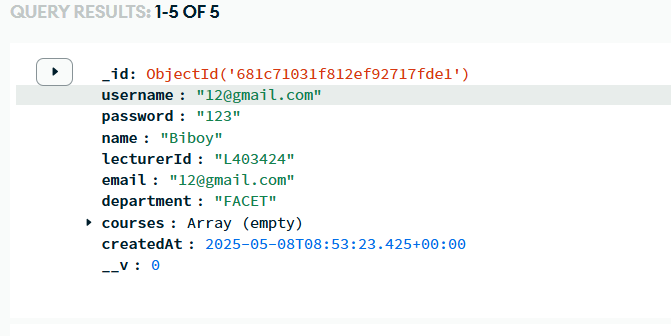 QUERY RESULTS: 1-5 OF 5
_id: ObjectId('681c71031f812ef92717fde1')
username : "12@gmail.com"
password : "123"
name : "Biboy"
lecturerId : "L403424"
email : "12@gmail.com"
department : "FACET"
courses : Array (empty)
createdAt : 2025-05-08T08:53:23.425+00:00
__v : 0